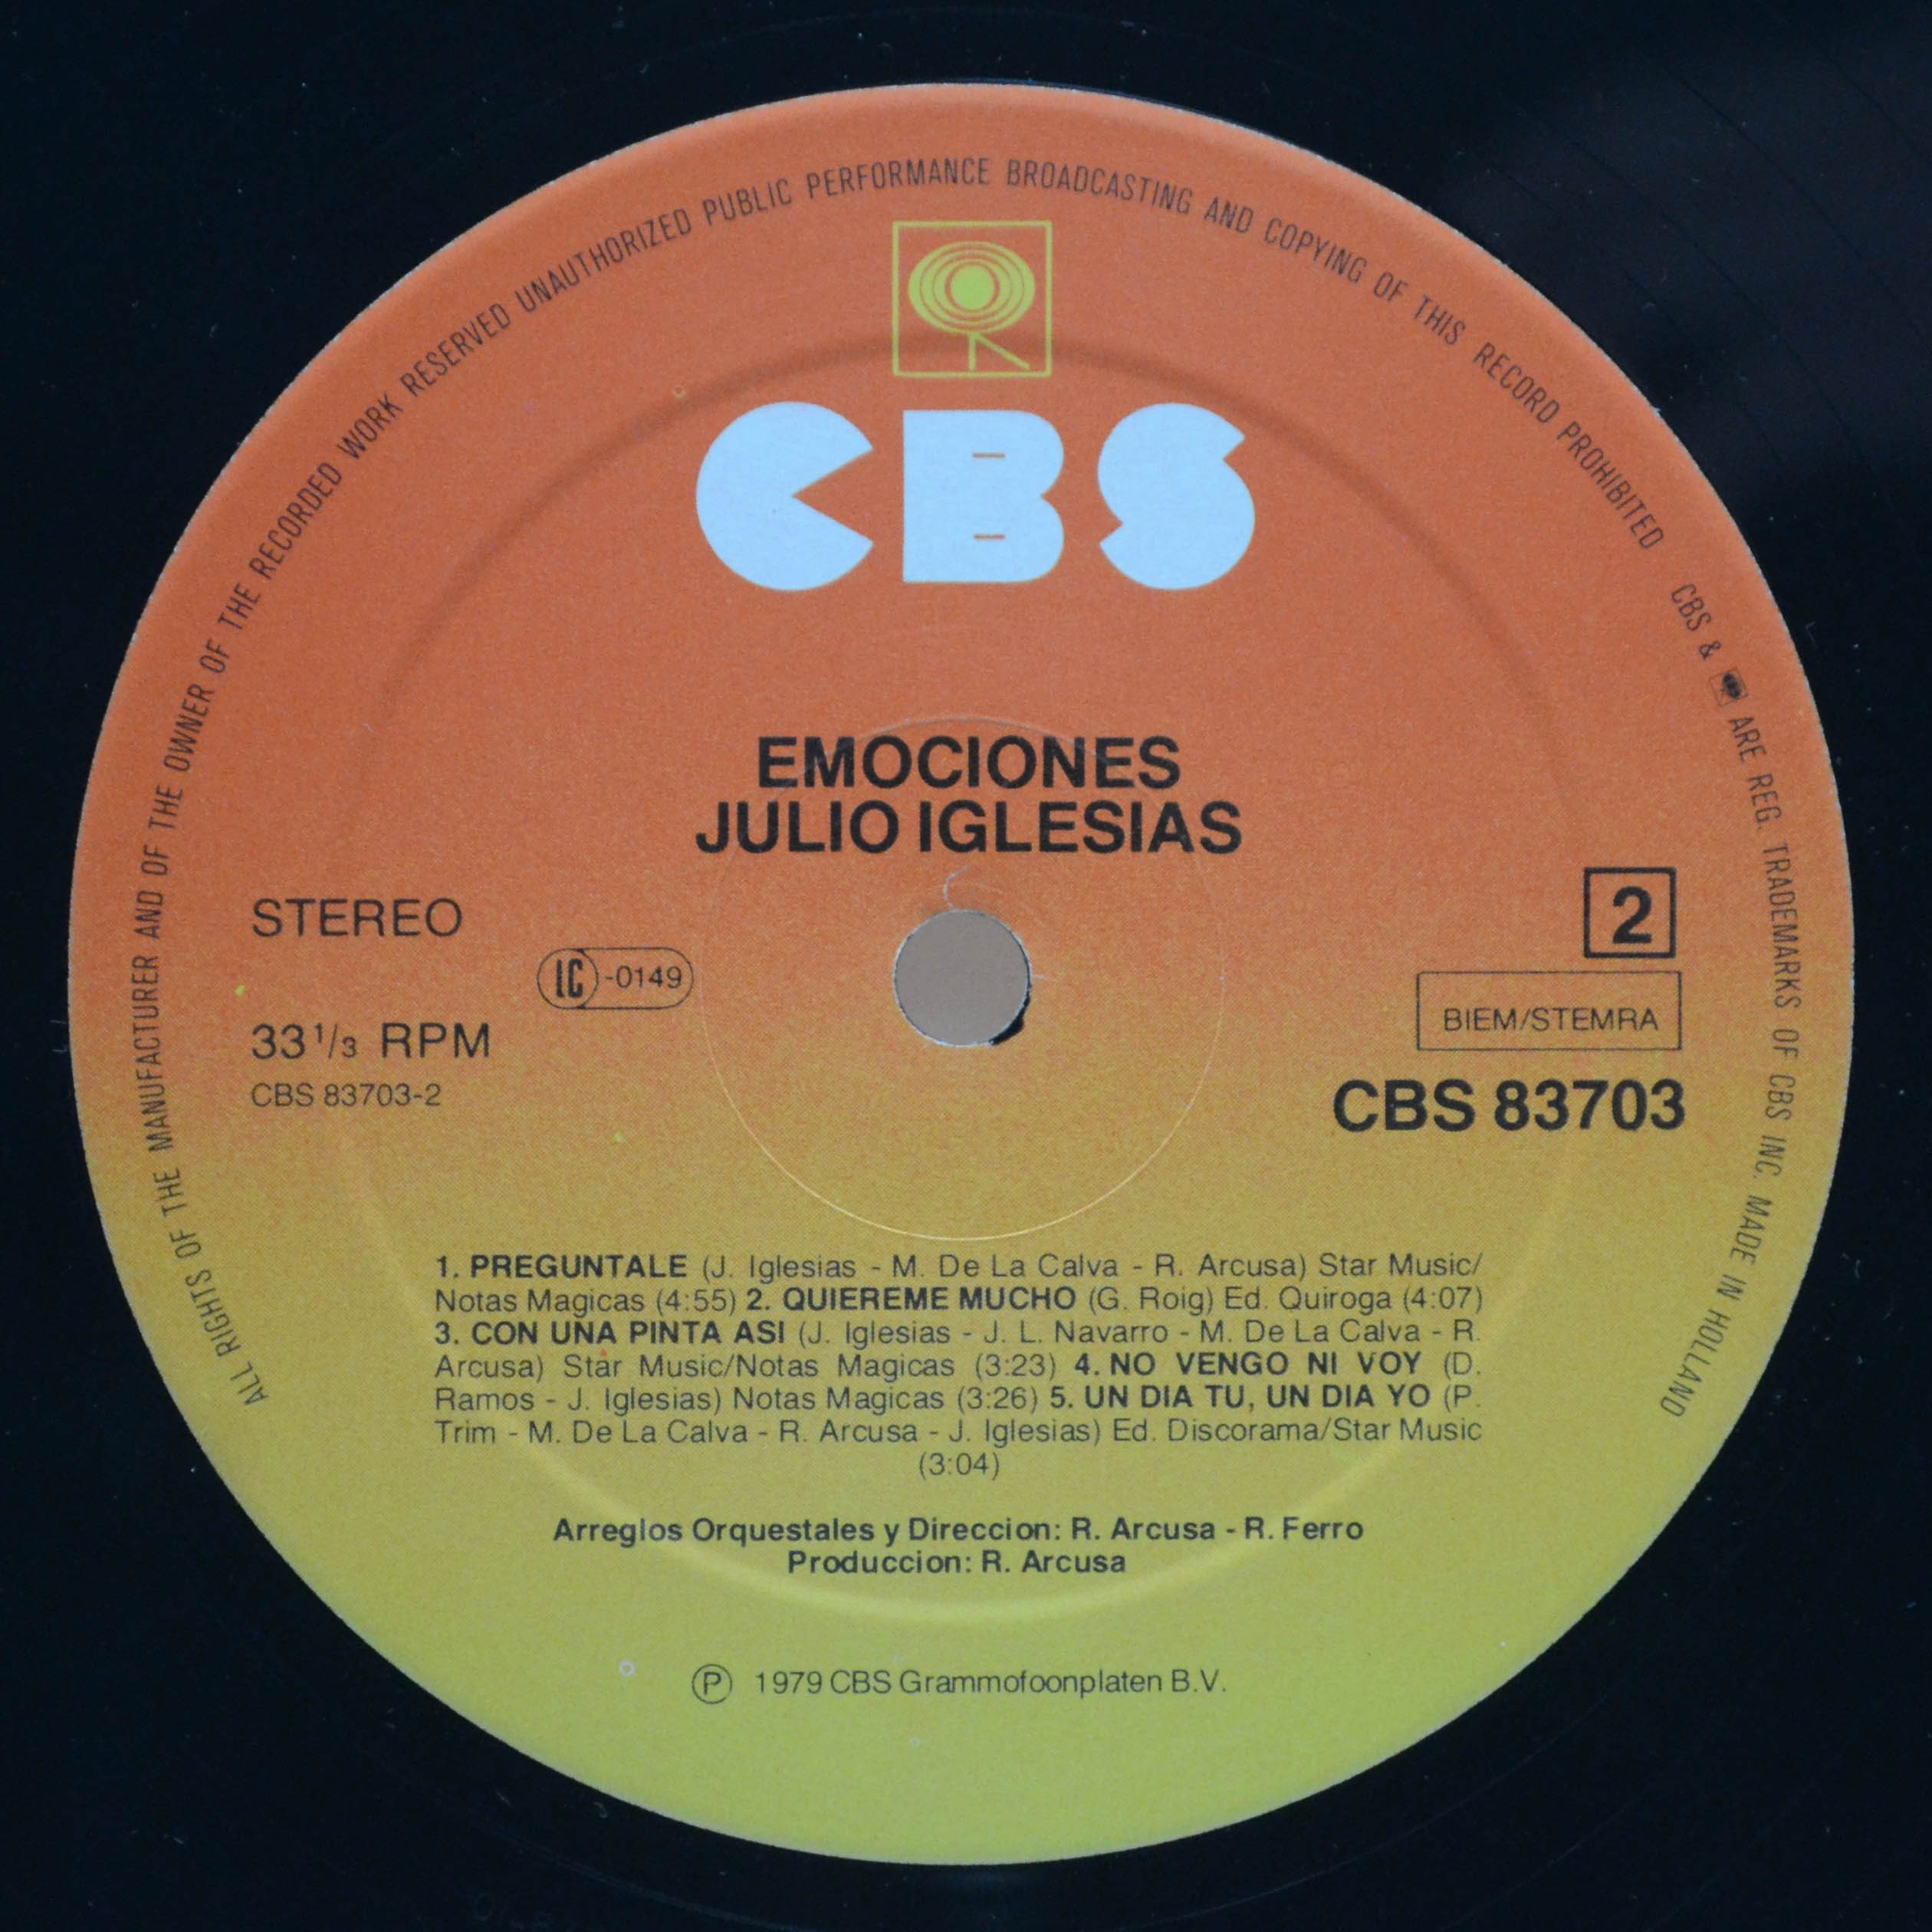 ALL RIGHTS OF THE MANUFACTURER AND OF THE OWNER OF THE RECORDED WORK RESERVED UNAUTHORIZED PUBLIC PERFORMANCE BROADCASTING AND COPYING OF THIS RECORD PROHIBITED CBS & ARE REG. TRADEMARKS OF CBS INC. MADE IN HOLLAND
CBS
EMOCIONES
JULIO IGLESIAS
STEREO
2
LC-0149
BIEM/STEMRA
33 1/3 RPM
CBS 83703-2
CBS 83703
1. PREGUNTALE (J. Iglesias - M. De La Calva - R. Arcusa) Star Music/
Notas Magicas (4:55) 2. QUIEREME MUCHO (G. Roig) Ed. Quiroga (4:07)
3. CON UNA PINTA ASI (J. Iglesias - J. L. Navarro - M. De La Calva - R.
Arcusa) Star Music/Notas Magicas (3:23) 4. NO VENGO NI VOY (D.
Ramos - J. Iglesias) Notas Magicas (3:26) 5. UN DIA TU, UN DIA YO (P.
Trim - M. De La Calva - R. Arcusa - J. Iglesias) Ed. Discorama/Star Music
(3:04)
Arreglos Orquestales y Direccion: R. Arcusa - R. Ferro
Produccion: R. Arcusa
℗ 1979 CBS Grammofoonplaten B.V.